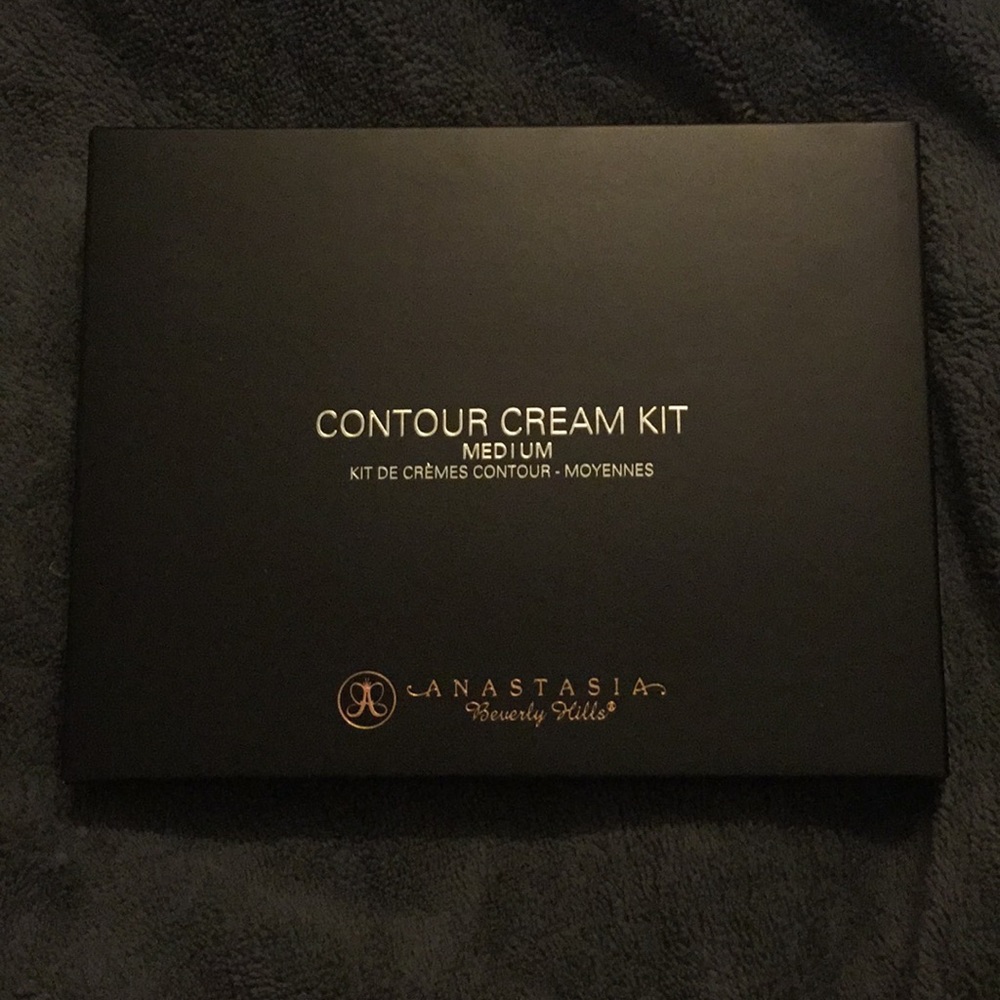 CONTOUR CREAM KIT
MEDIUM
KIT DE CRÈMES CONTOUR - MOYENNES
ANASTASIA
Beverly Hills®